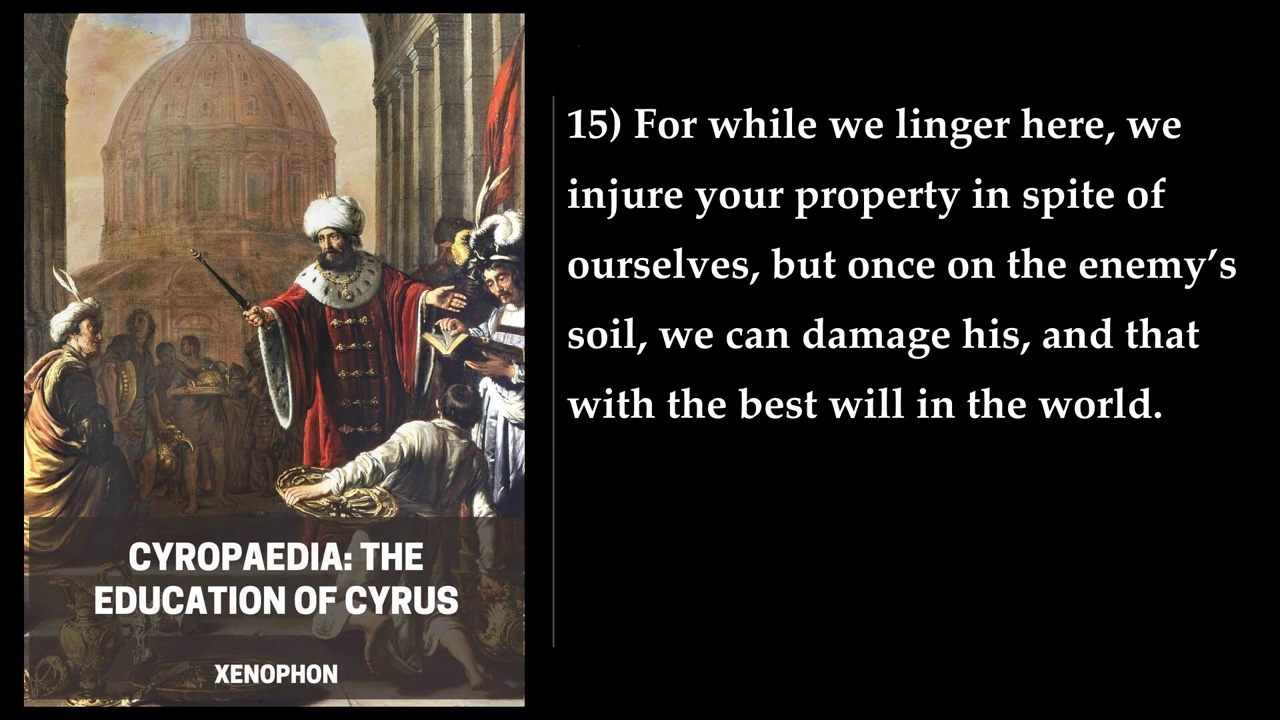 CYROPAEDIA: THE
EDUCATION OF CYRUS
XENOPHON
15) For while we linger here, we
injure your property in spite of
ourselves, but once on the enemy’s
soil, we can damage his, and that
with the best will in the world.